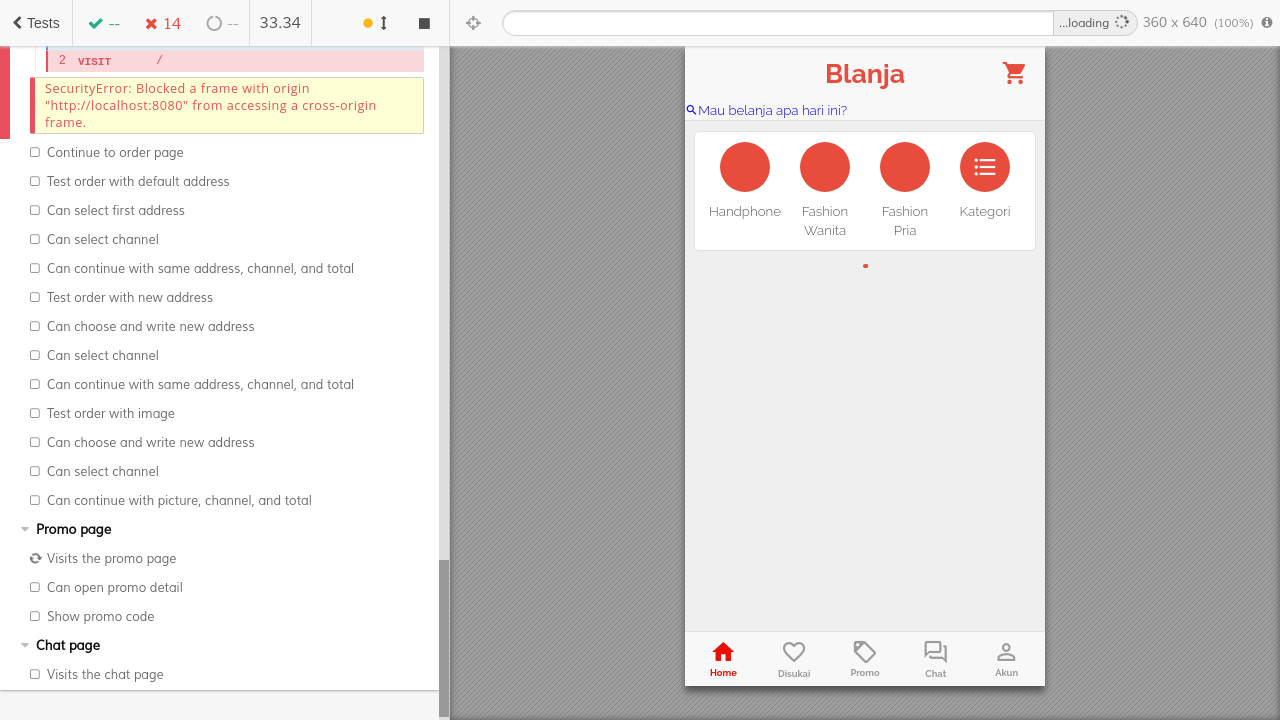 Tests
--
14
--
33.34
...loading
360 x 640 (100%)
2 VISIT /
SecurityError: Blocked a frame with origin
"http://localhost:8080" from accessing a cross-origin
frame.
Continue to order page
Test order with default address
Can select first address
Can select channel
Can continue with same address, channel, and total
Test order with new address
Can choose and write new address
Can select channel
Can continue with same address, channel, and total
Test order with image
Can choose and write new address
Can select channel
Can continue with picture, channel, and total
Promo page
Visits the promo page
Can open promo detail
Show promo code
Chat page
Visits the chat page
Blanja
Mau belanja apa hari ini?
Handphone
Fashion
Wanita
Fashion
Pria
Kategori
Home
Disukai
Promo
Chat
Akun